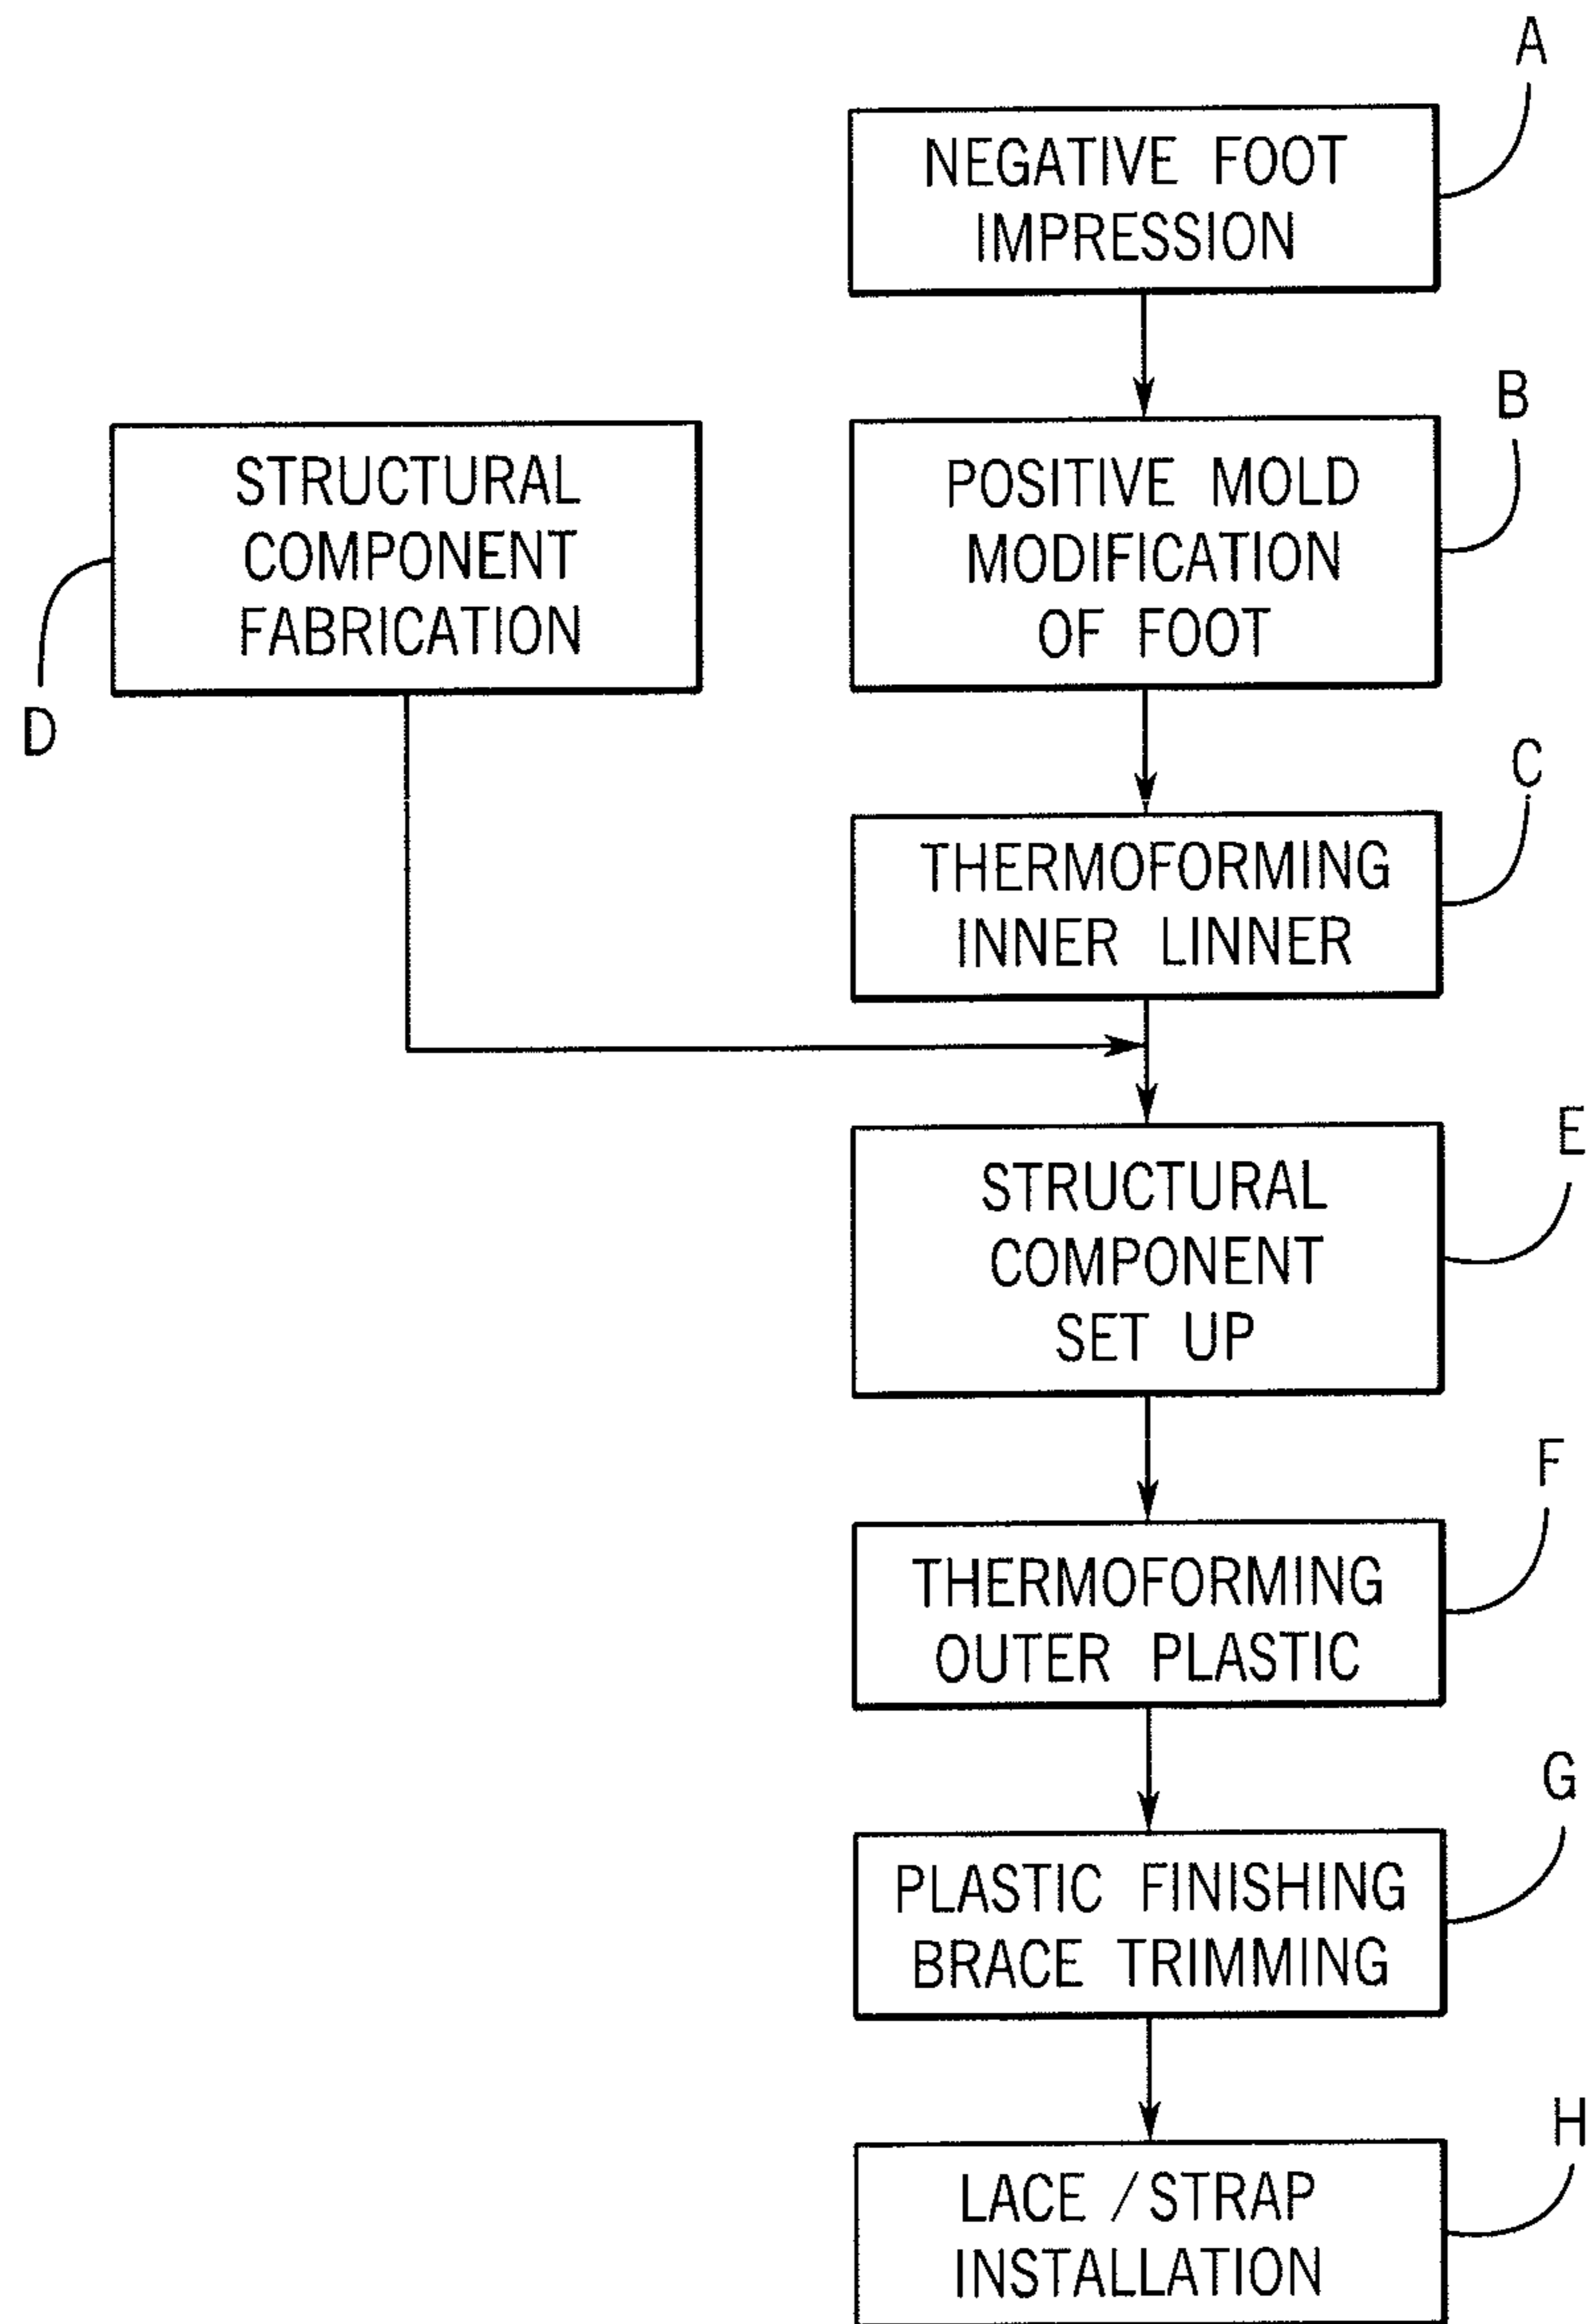 A
NEGATIVE FOOT
IMPRESSION
B
POSITIVE MOLD
MODIFICATION
OF FOOT
STRUCTURAL
COMPONENT
FABRICATION
D
C
THERMOFORMING
INNER LINNER
E
STRUCTURAL
COMPONENT
SET UP
F
THERMOFORMING
OUTER PLASTIC
G
PLASTIC FINISHING
BRACE TRIMMING
H
LACE / STRAP
INSTALLATION